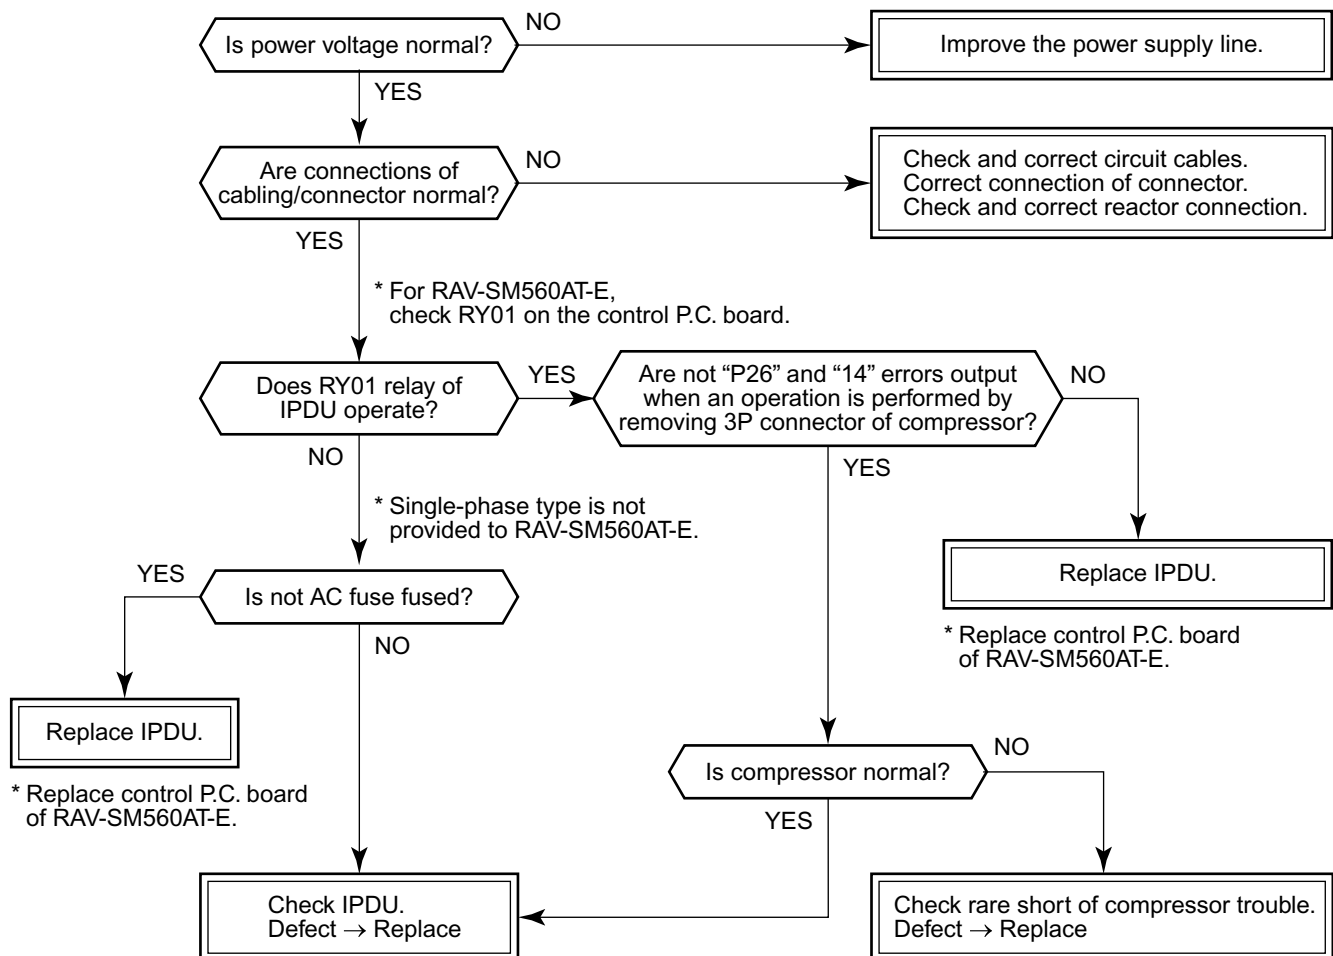 Is power voltage normal?
NO
Improve the power supply line.
YES
Are connections of
cabling/connector normal?
NO
Check and correct circuit cables.
Correct connection of connector.
Check and correct reactor connection.
YES
* For RAV-SM560AT-E,
check RY01 on the control P.C. board.
Does RY01 relay of
IPDU operate?
YES
Are not “P26” and “14” errors output
when an operation is performed by
removing 3P connector of compressor?
NO
NO
YES
* Single-phase type is not
provided to RAV-SM560AT-E.
Replace IPDU.
* Replace control P.C. board
of RAV-SM560AT-E.
YES
Is not AC fuse fused?
NO
Replace IPDU.
* Replace control P.C. board
of RAV-SM560AT-E.
Is compressor normal?
NO
YES
Check IPDU.
Defect → Replace
Check rare short of compressor trouble.
Defect → Replace